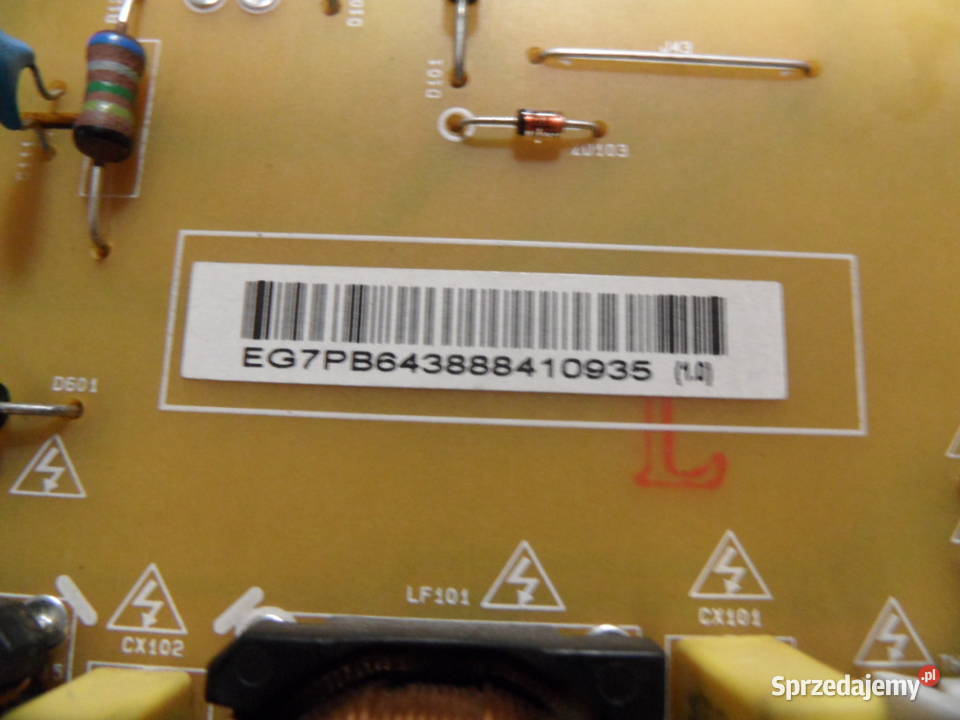 J43
D101
ZD103
EG7PB643888410935 (1.0)
D601
L
LF101
CX101
CX102
Sprzedajemy.pl